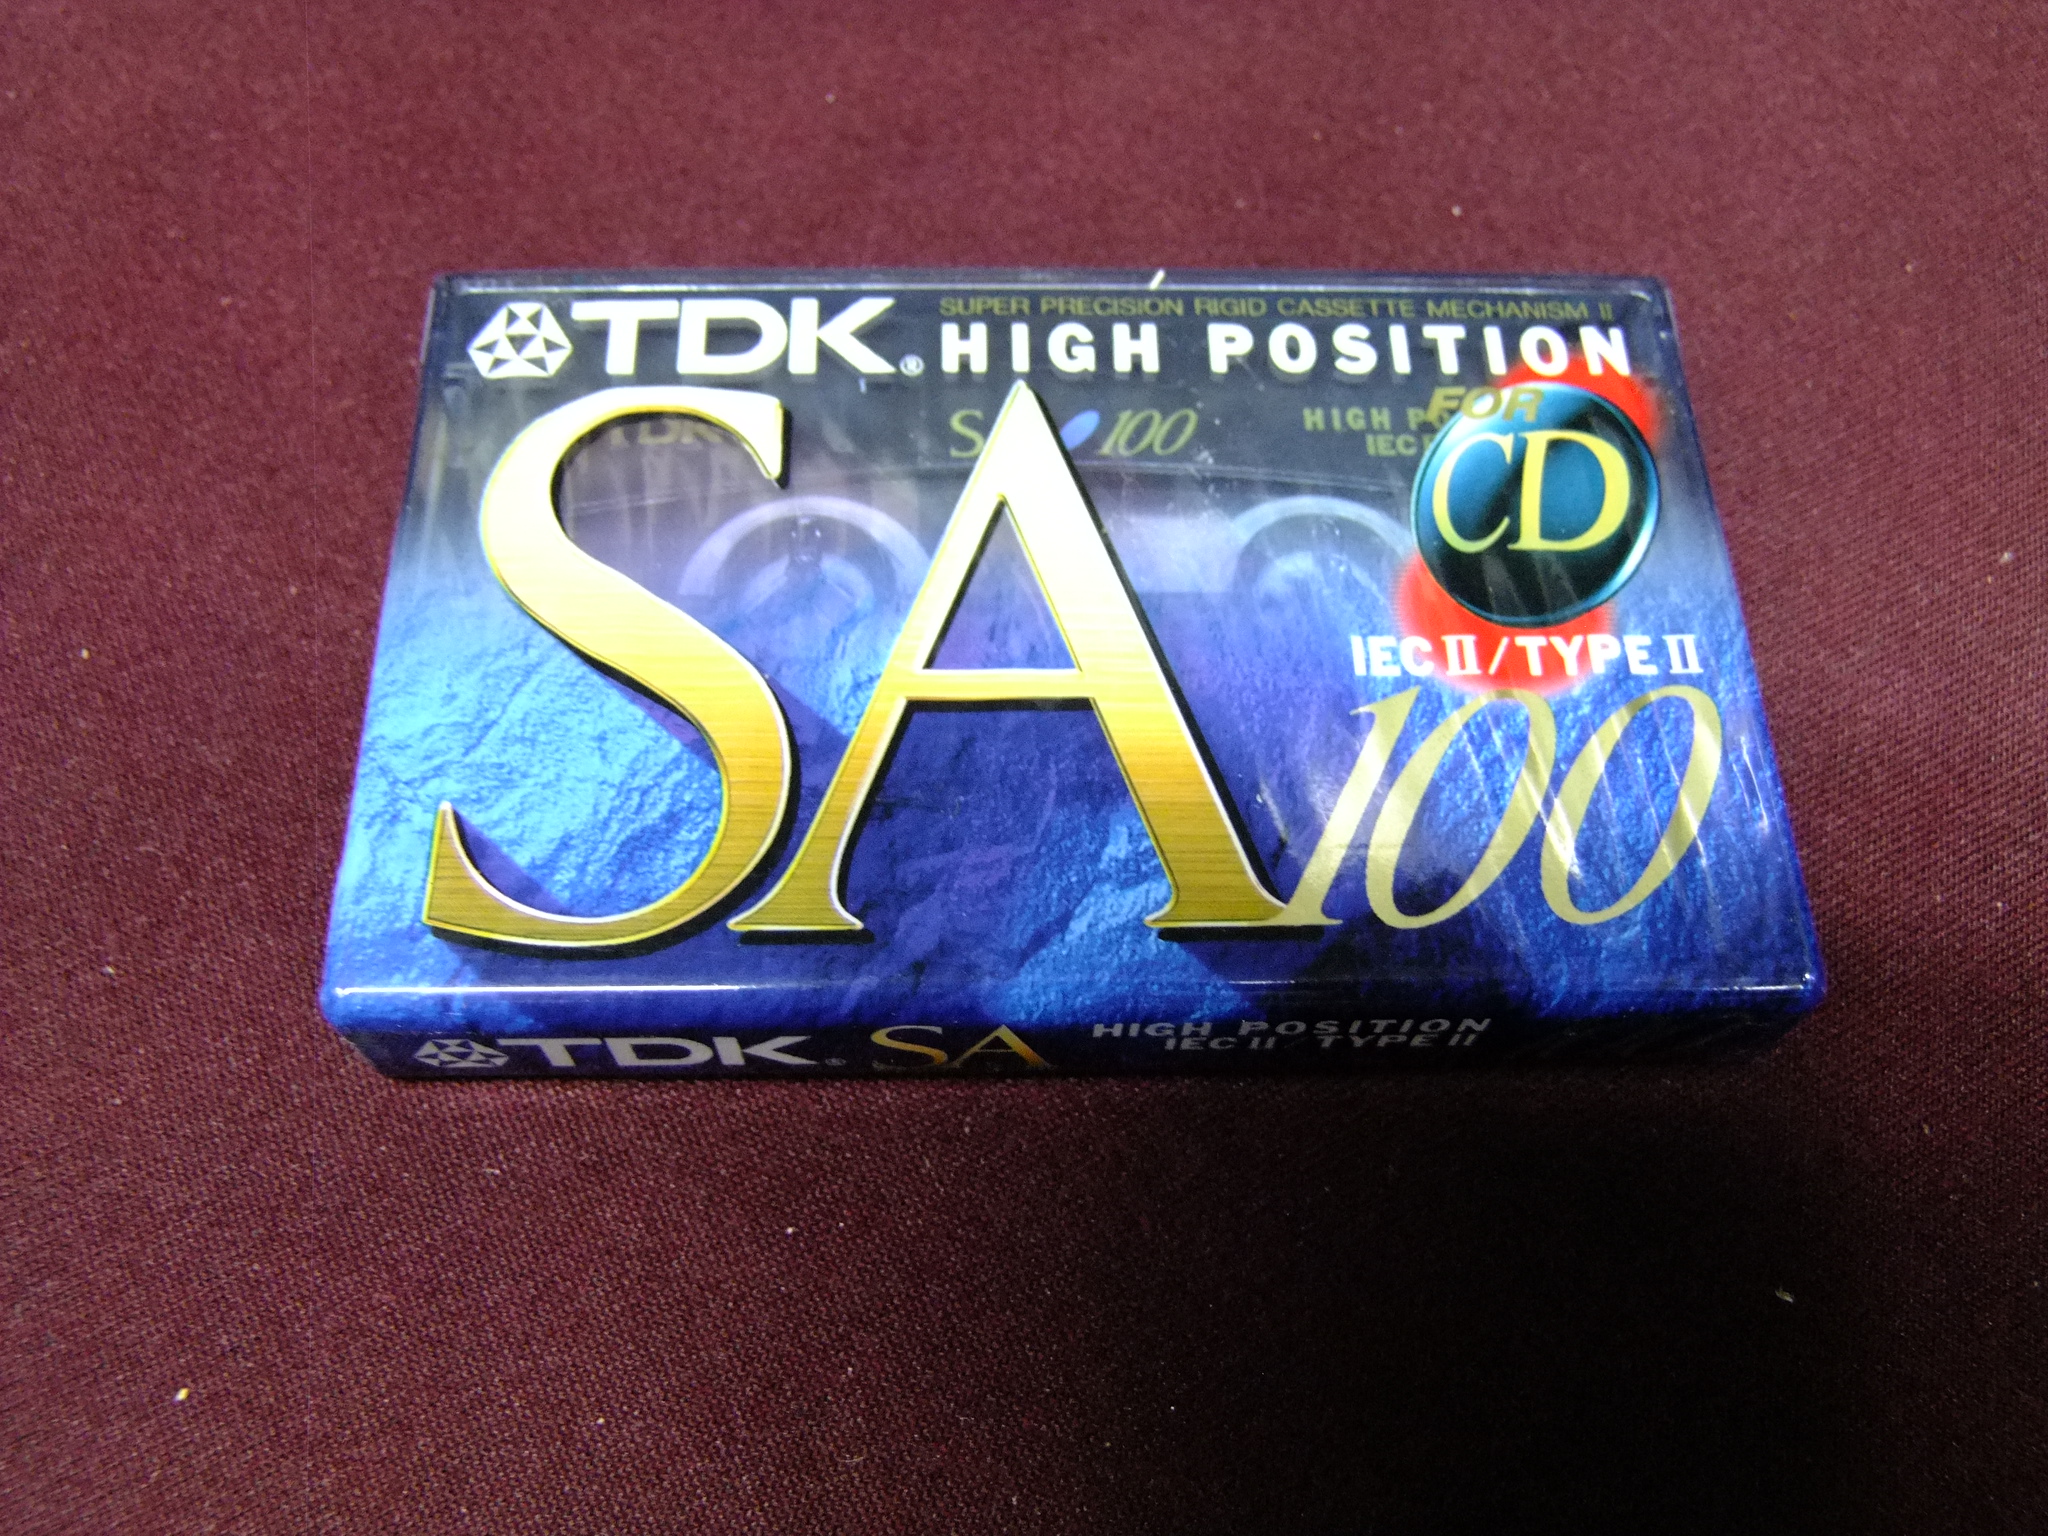 TDK®
SUPER PRECISION RIGID CASSETTE MECHANISM II
HIGH POSITION
SA
100
HIGH
IEC
FOR
CD
IEC II/TYPE II
SA
100
TDK® SA
HIGH POSITION
IEC II / TYPE II